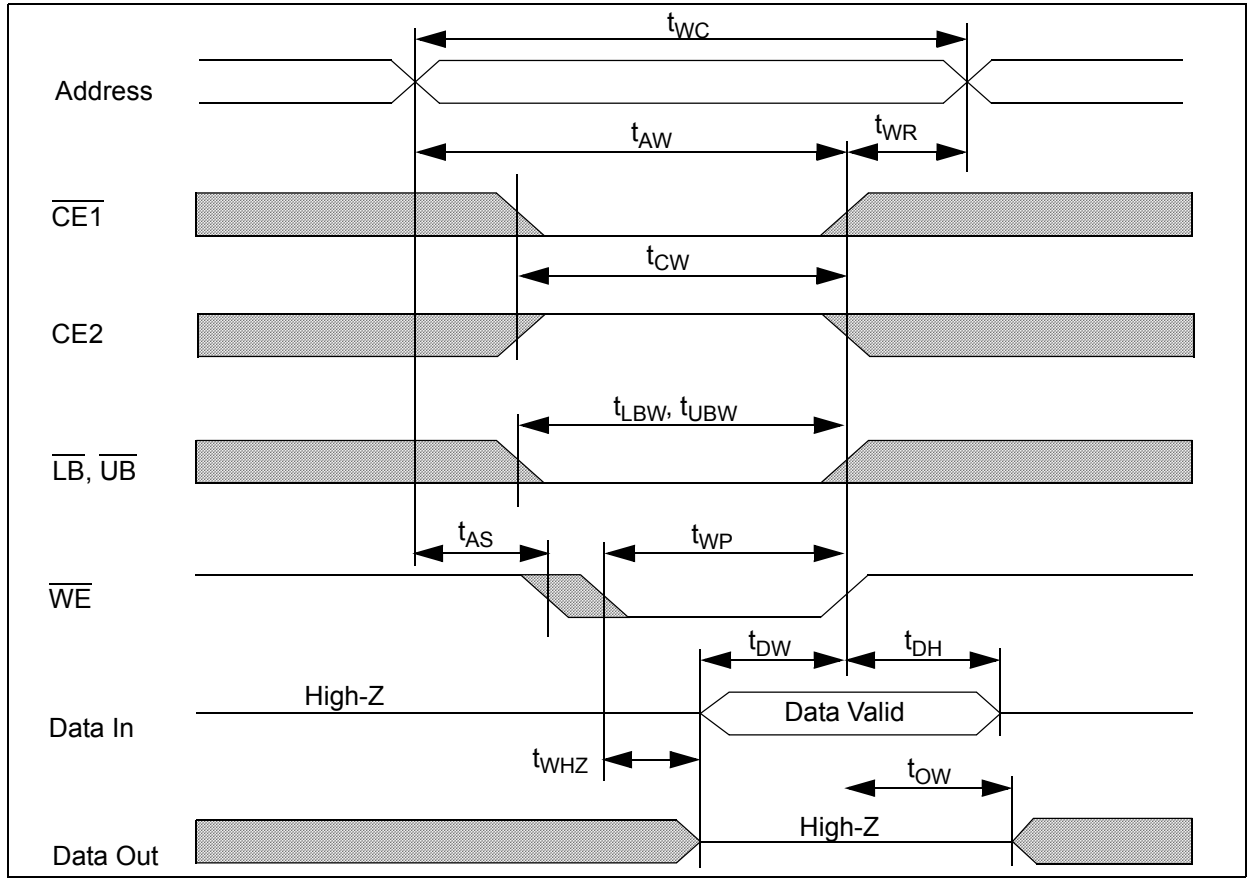 tWC
Address
tAW
tWR
CE1
tCW
CE2
tLBW, tUBW
LB, UB
tAS
tWP
WE
tDW
tDH
High-Z
Data Valid
Data In
tWHZ
tOW
High-Z
Data Out